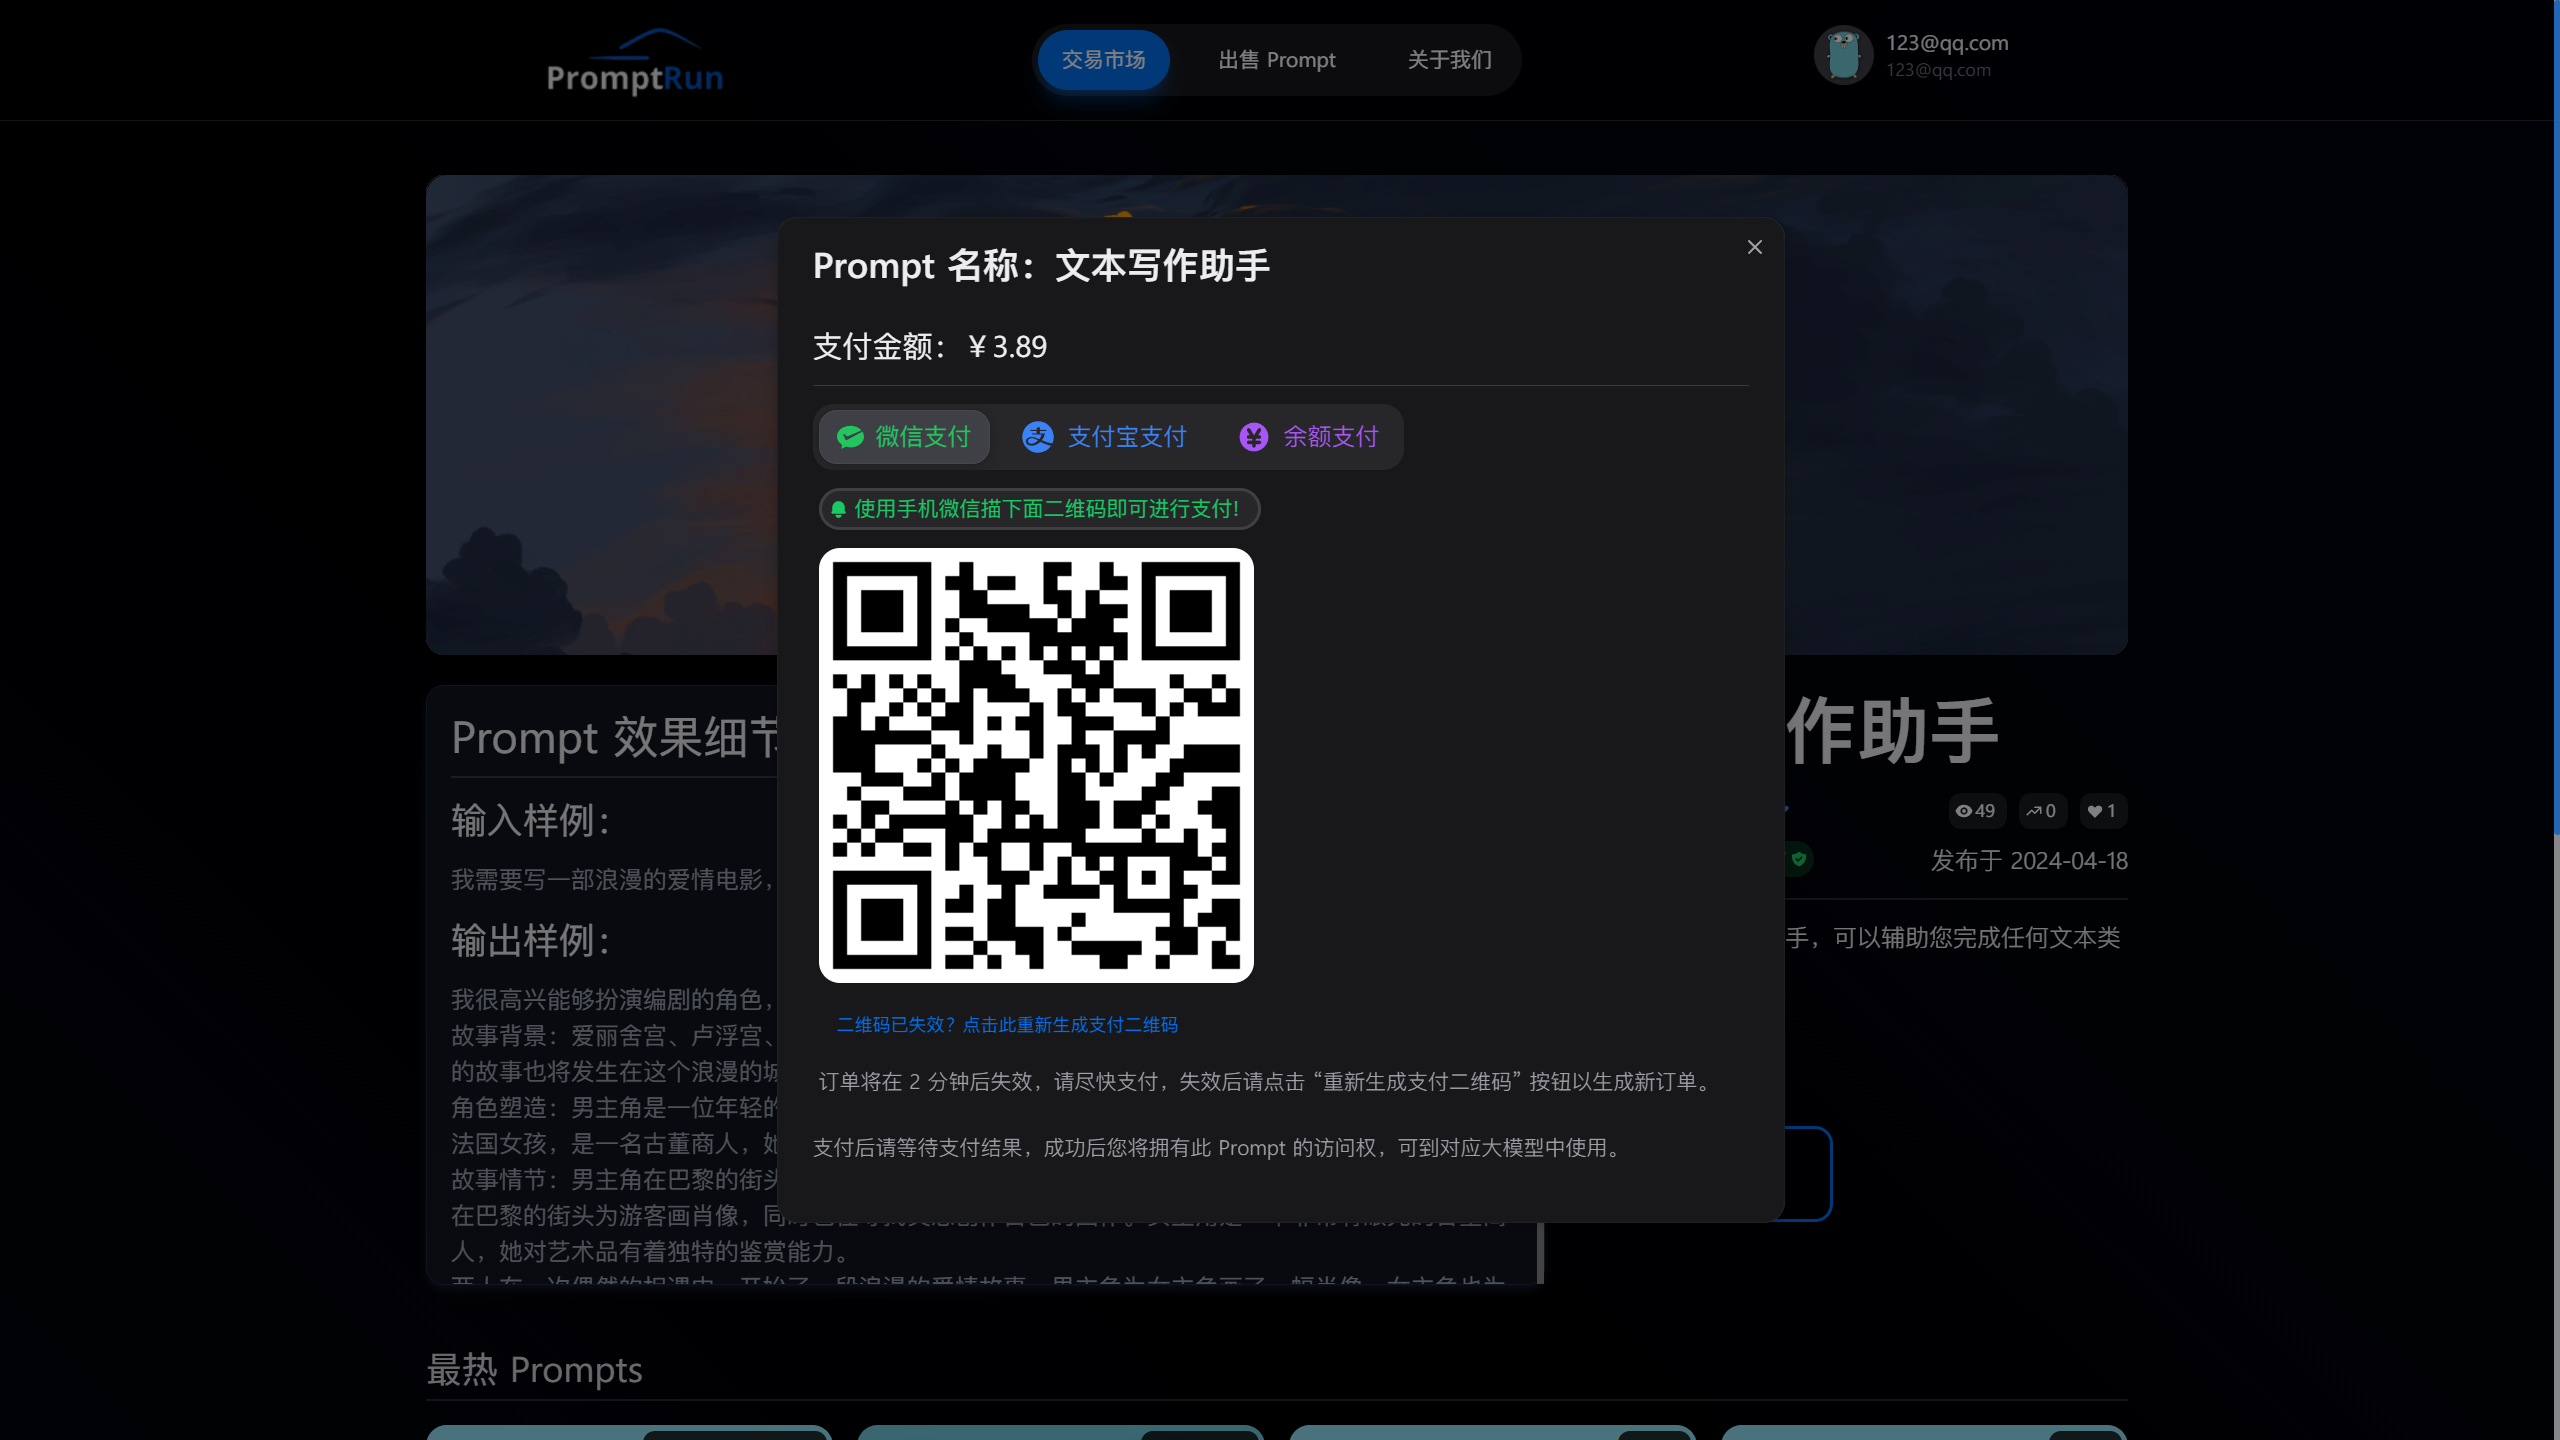 PromptRun
交易市场
出售 Prompt
关于我们
123@qq.com
123@qq.com
Prompt 名称：文本写作助手
支付金额：￥3.89
微信支付
支付宝支付
余额支付
使用手机微信描下面二维码即可进行支付!
二维码已失效？点击此重新生成支付二维码
订单将在 2 分钟后失效，请尽快支付，失效后请点击 “重新生成支付二维码” 按钮以生成新订单。
支付后请等待支付结果，成功后您将拥有此 Prompt 的访问权，可到对应大模型中使用。
Prompt 效果细节
输入样例：
我需要写一部浪漫的爱情电影，
输出样例：
我很高兴能够扮演编剧的角色，
故事背景：爱丽舍宫、卢浮宫、
的故事也将发生在这个浪漫的城
角色塑造：男主角是一位年轻的
法国女孩，是一名古董商人，她
故事情节：男主角在巴黎的街头
在巴黎的街头为游客画肖像，同
人，她对艺术品有着独特的鉴赏能力。
作助手
49
0
1
发布于 2024-04-18
手，可以辅助您完成任何文本类
最热 Prompts